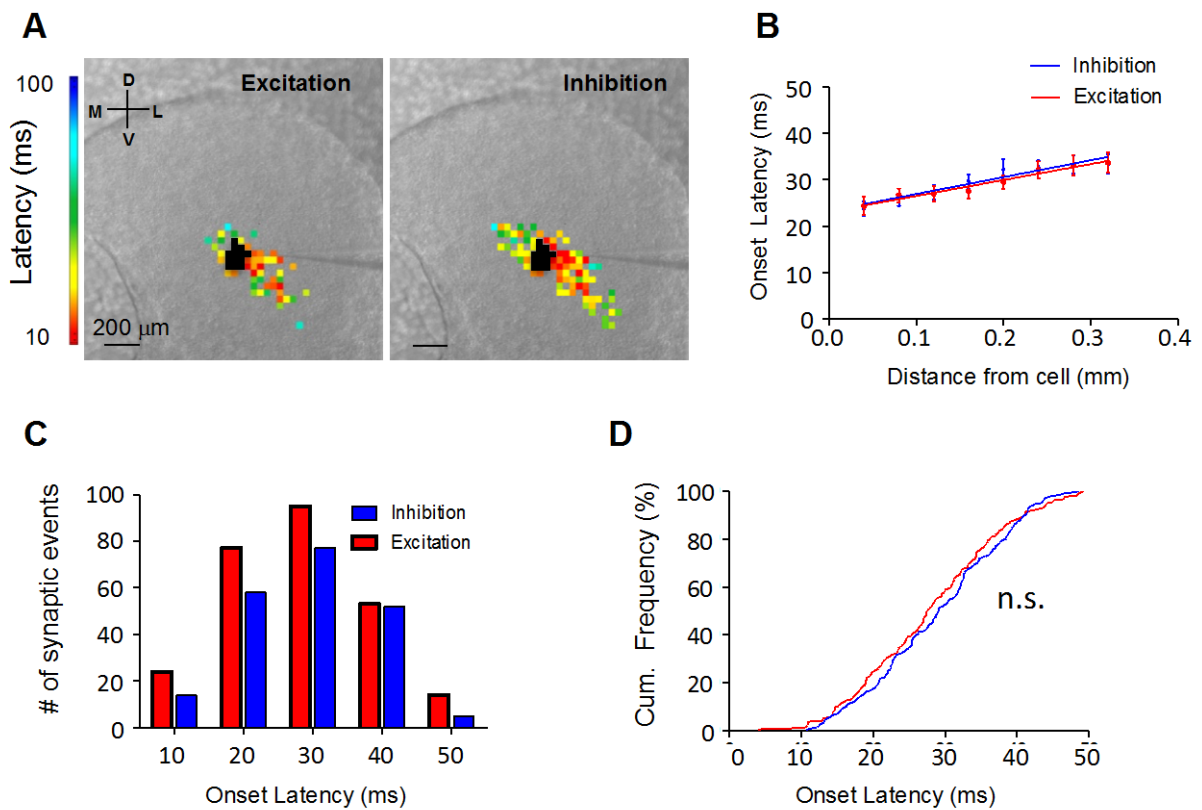 A
Latency (ms)
100
10
D
M L
V
Excitation
200 μm
Inhibition
B
Inhibition
Excitation
Onset Latency (ms)
50
40
30
20
10
0
0.0 0.1 0.2 0.3 0.4
Distance from cell (mm)
C
# of synaptic events
100
80
60
40
20
0
Inhibition
Excitation
10 20 30 40 50
Onset Latency (ms)
D
Cum. Frequency (%)
100
80
60
40
20
0
n.s.
0 10 20 30 40 50
Onset Latency (ms)